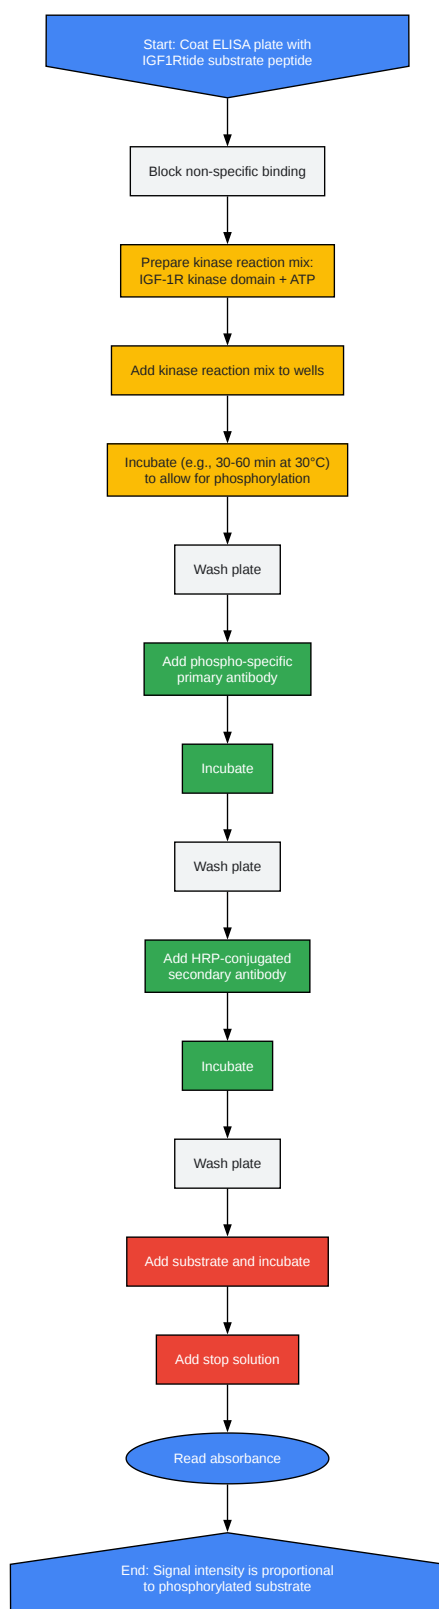 Start: Coat ELISA plate with
IGF1Rtide substrate peptide
Block non-specific binding
Prepare kinase reaction mix:
IGF-1R kinase domain + ATP
Add kinase reaction mix to wells
Incubate (e.g., 30-60 min at 30°C)
to allow for phosphorylation
Wash plate
Add phospho-specific
primary antibody
Incubate
Wash plate
Add HRP-conjugated
secondary antibody
Incubate
Wash plate
Add substrate and incubate
Add stop solution
Read absorbance
End: Signal intensity is proportional
to phosphorylated substrate